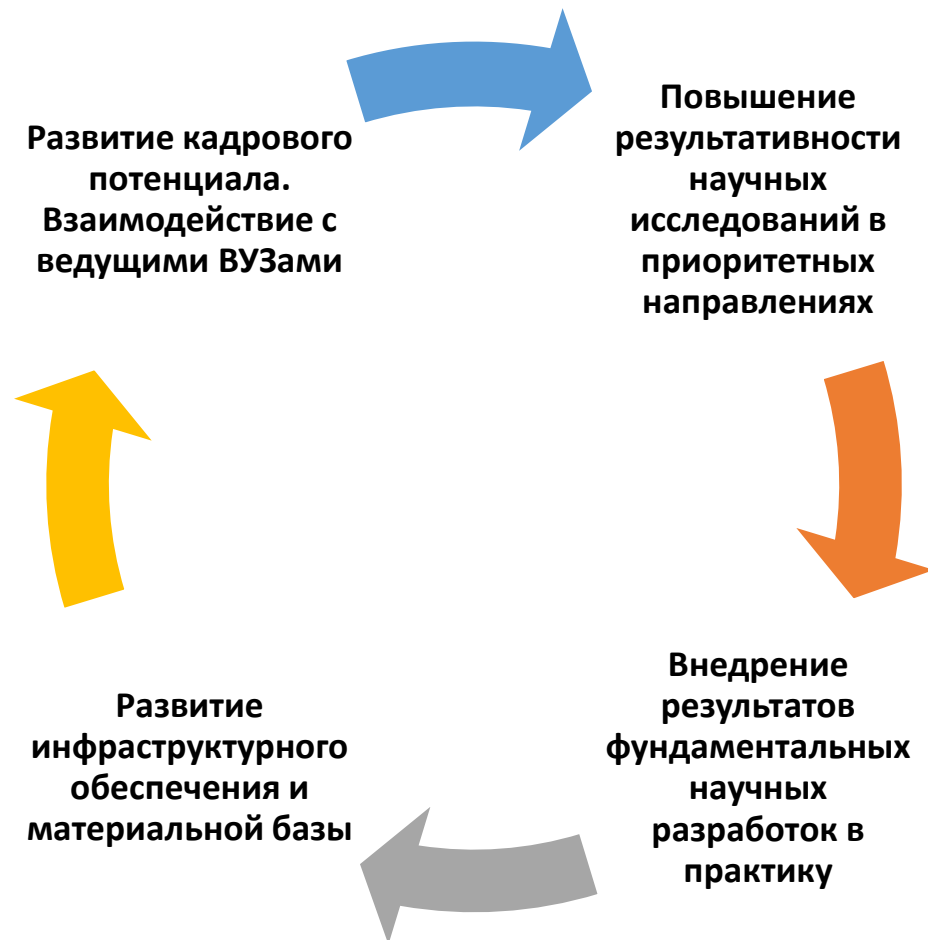 Развитие кадрового
потенциала.
Взаимодействие с
ведущими ВУЗами
Повышение
результативности
научных
исследований в
приоритетных
направлениях
Внедрение
результатов
фундаментальных
научных
разработок в
практику
Развитие
инфраструктурного
обеспечения и
материальной базы